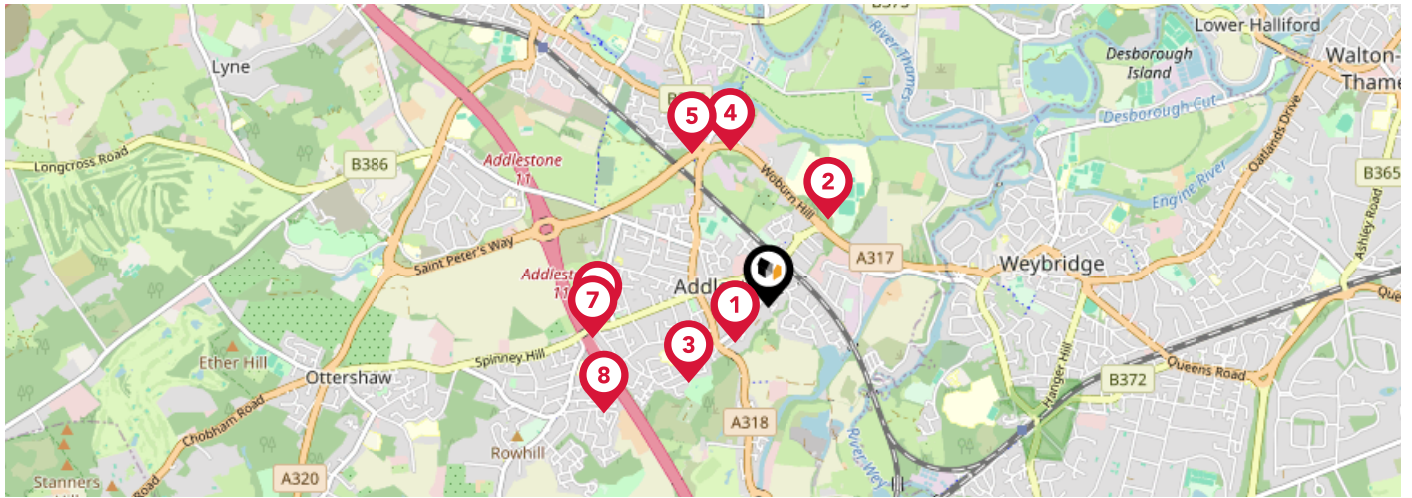 B375
Lower Halliford
Lyne
River Thames
Desborough
Island
Walton-
Thame
Desborough Cut
5
4
Longcross Road
B386
Addlestone
11
Woburn Hill
2
Engine River
Oatlands Drive
B365
Ashley Road
Saint Peter's Way
A317
Weybridge
Addlest
11
7
Addle
1
Ether Hill
Spinney Hill
3
Ottershaw
8
Queens Road
B372
Hanger Hill
Chobham Road
A318
Rowhill
River Wey
A320
Stanners
Road